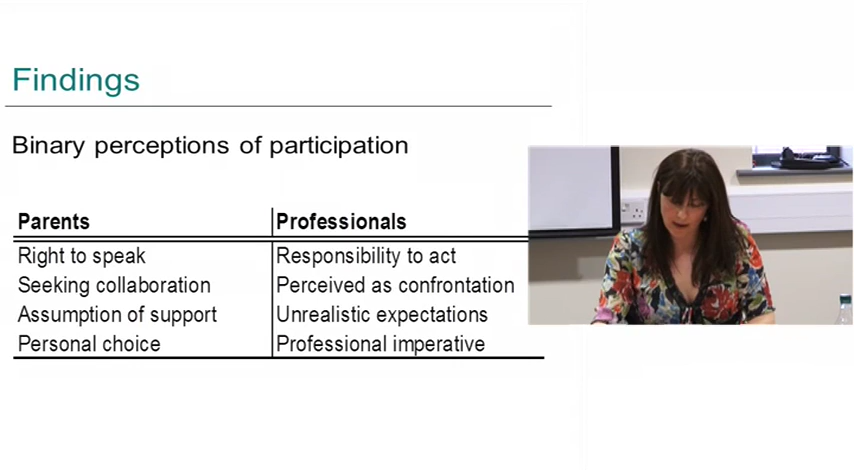 Findings
Binary perceptions of participation
Parents Professionals
Right to speak Responsibility to act
Seeking collaboration Perceived as confrontation
Assumption of support Unrealistic expectations
Personal choice Professional imperative